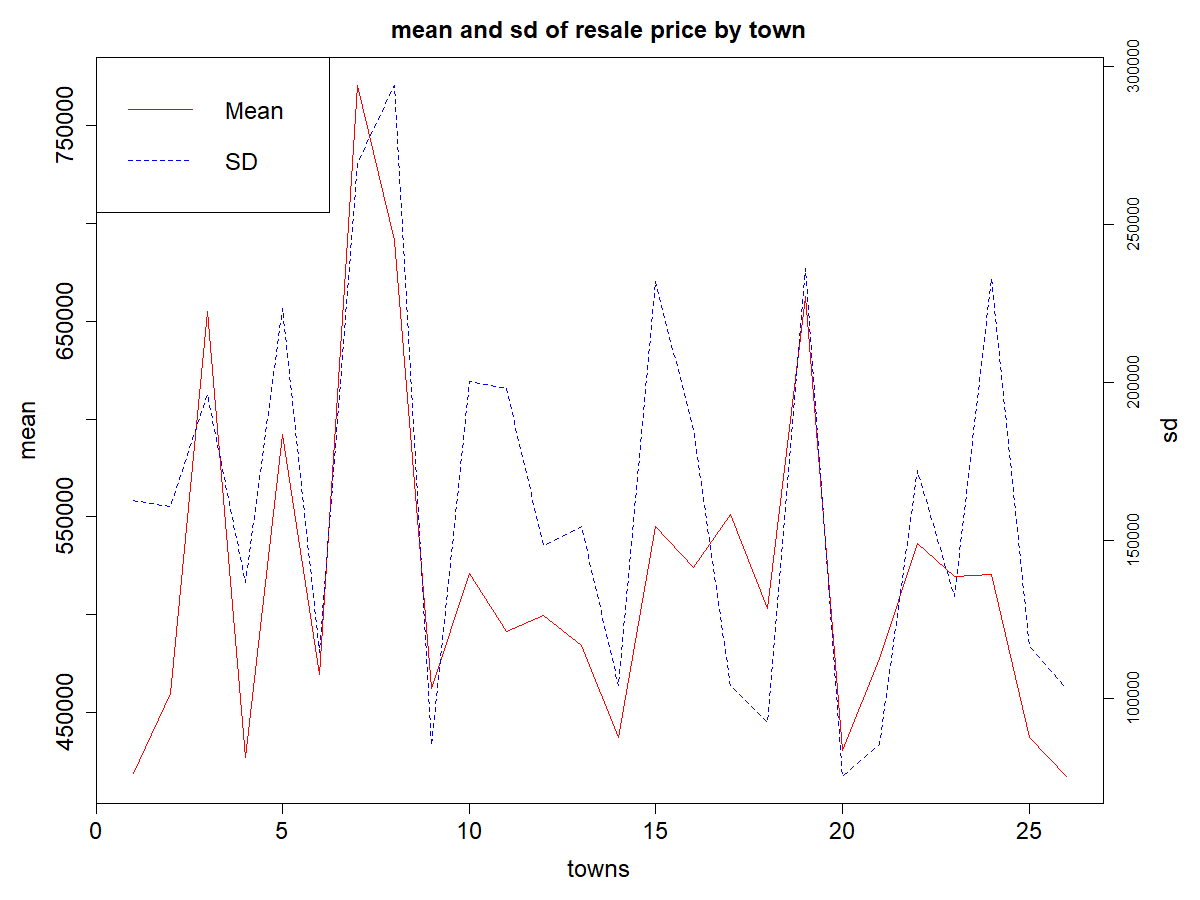 mean and sd of resale price by town
Mean
SD
mean
450000
550000
650000
750000
sd
100000
150000
200000
250000
300000
0 5 10 15 20 25
towns